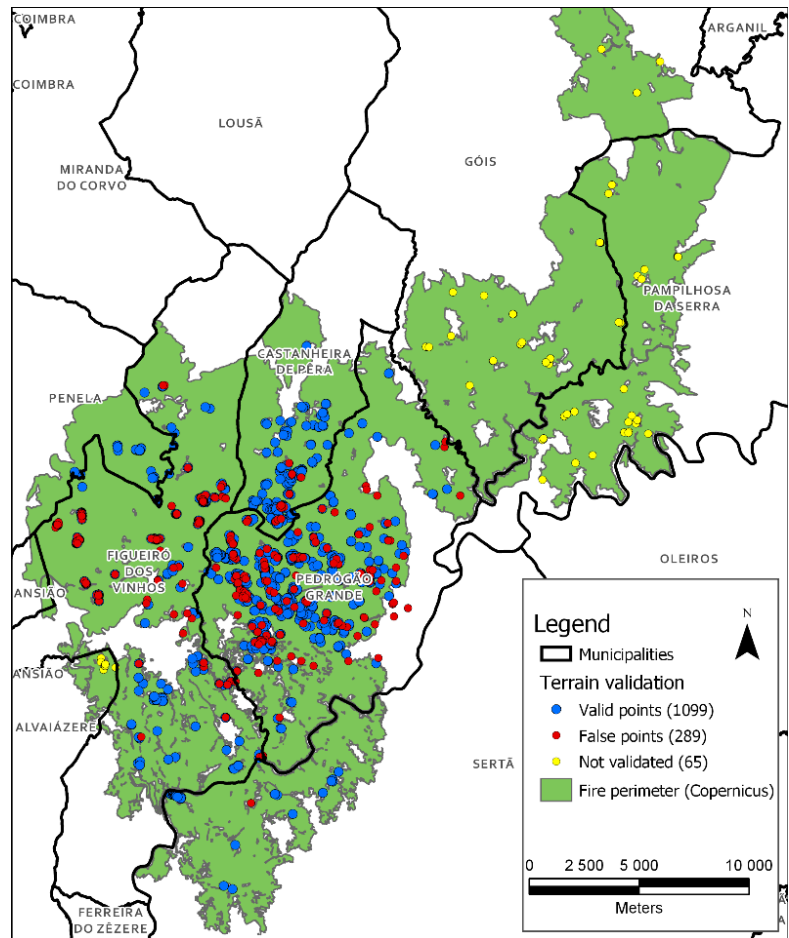 COIMBRA
ARGANIL
COIMBRA
LOUSÃ
GÓIS
MIRANDA
DO CORVO
PAMPILHOSA
DA SERRA
CASTANHEIRA
DE PÊRA
PENELA
OLEIROS
FIGUEIRÓ
DOS
VINHOS
PEDRÓGÃO
GRANDE
ANSIÃO
ANSIÃO
ALVAIÁZERE
SERTÃ
FERREIRA
DO ZÊZERE
Legend
N
Municipalities
Terrain validation
Valid points (1099)
False points (289)
Not validated (65)
Fire perimeter (Copernicus)
0 2 500 5 000 10 000
Meters